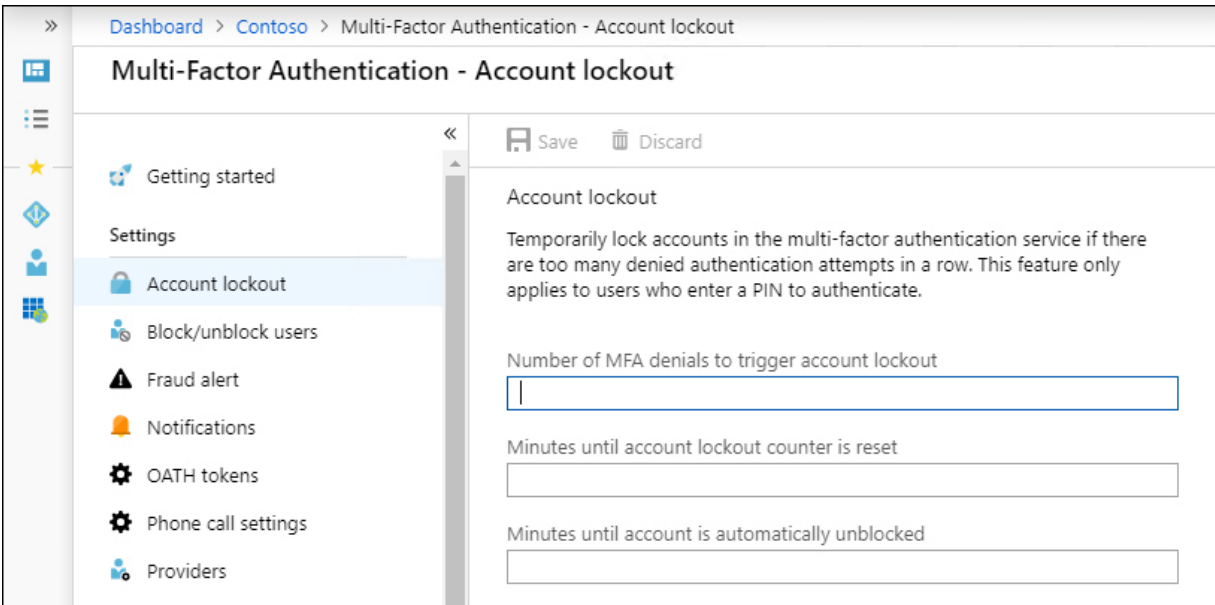 Dashboard > Contoso > Multi-Factor Authentication - Account lockout
Multi-Factor Authentication - Account lockout
Getting started
Settings
Account lockout
Block/unblock users
Fraud alert
Notifications
OATH tokens
Phone call settings
Providers
Save Discard
Account lockout
Temporarily lock accounts in the multi-factor authentication service if there
are too many denied authentication attempts in a row. This feature only
applies to users who enter a PIN to authenticate.
Number of MFA denials to trigger account lockout
Minutes until account lockout counter is reset
Minutes until account is automatically unblocked